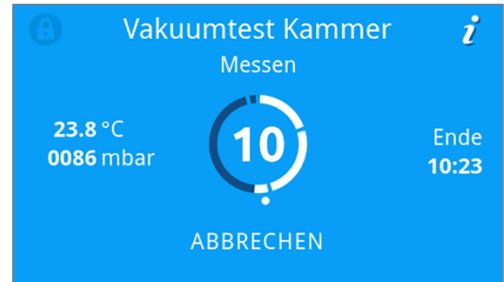 Vakuumtest Kammer
i
Messen
23.8 °C
0086 mbar
10
Ende
10:23
ABBRECHEN